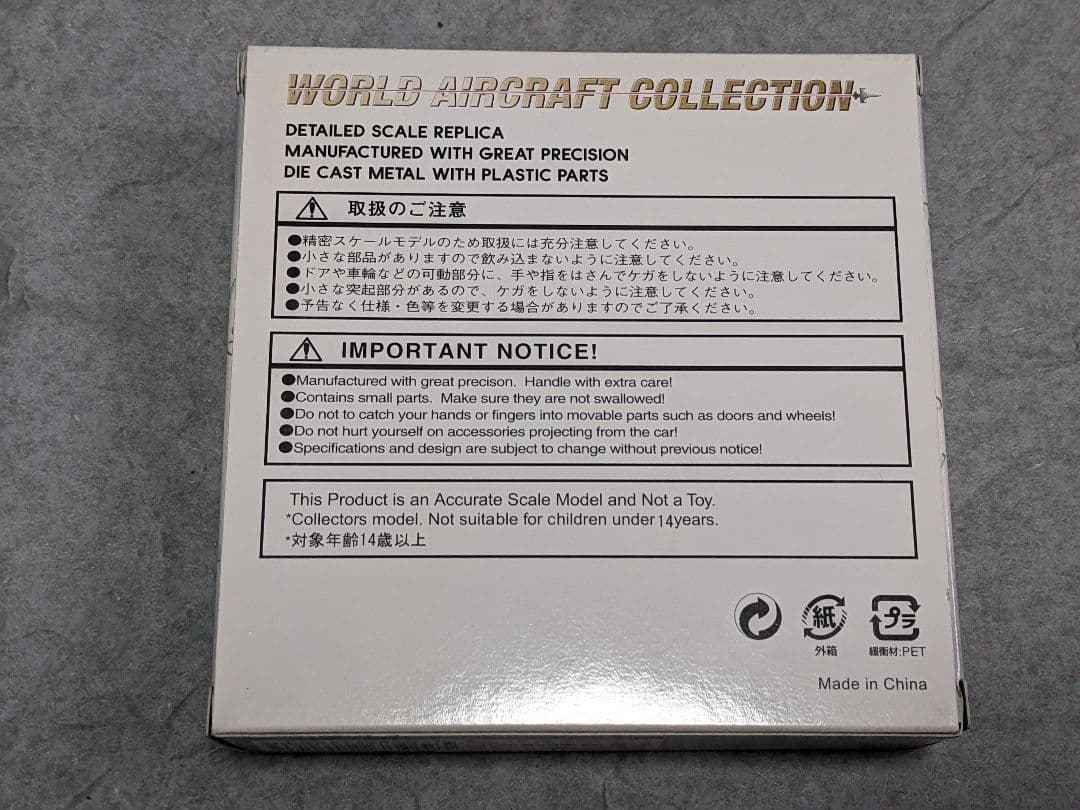 WORLD AIRCRAFT COLLECTION
DETAILED SCALE REPLICA
MANUFACTURED WITH GREAT PRECISION
DIE CAST METAL WITH PLASTIC PARTS
取扱のご注意
●精密スケールモデルのため取扱には充分注意してください。
●小さな部品がありますので飲み込まないように注意してください。
●ドアや車輪などの可動部分に、手や指をはさんでケガをしないように注意してください。
●小さな突起部分があるので、ケガをしないように注意してください。
●予告なく仕様・色等を変更する場合がありますのでご了承ください。
IMPORTANT NOTICE!
●Manufactured with great precison. Handle with extra care!
●Contains small parts. Make sure they are not swallowed!
●Do not to catch your hands or fingers into movable parts such as doors and wheels!
●Do not hurt yourself on accessories projecting from the car!
●Specifications and design are subject to change without previous notice!
This Product is an Accurate Scale Model and Not a Toy.
*Collectors model. Not suitable for children under 14years.
*対象年齢14歳以上
紙 プラ
外箱 緩衝材:PET
Made in China